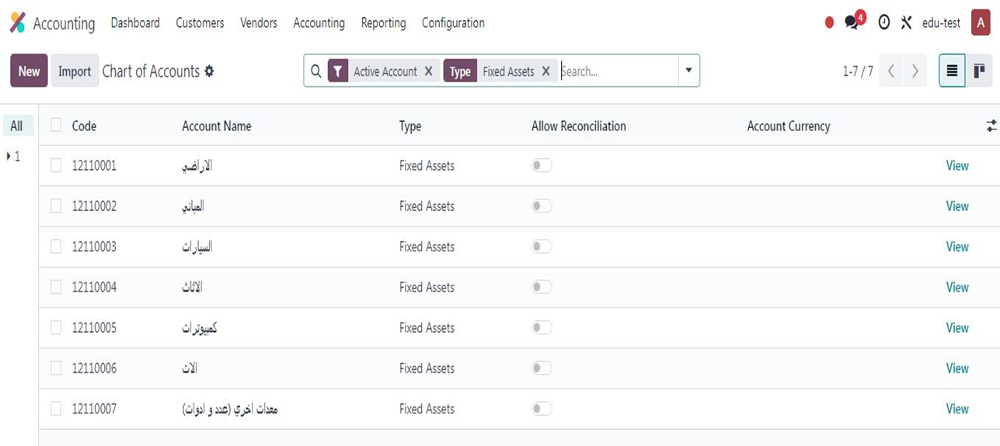 Accounting Dashboard Customers Vendors Accounting Reporting Configuration 4 edu-test A
New Import Chart of Accounts Active Account Type Fixed Assets Search... 1-7 / 7
All Code Account Name Type Allow Reconciliation Account Currency
1
12110001 الاراضي Fixed Assets View
12110002 المباني Fixed Assets View
12110003 السيارات Fixed Assets View
12110004 الاثاث Fixed Assets View
12110005 كمبيوترات Fixed Assets View
12110006 الات Fixed Assets View
12110007 معدات اخري (عدد و ادوات) Fixed Assets View